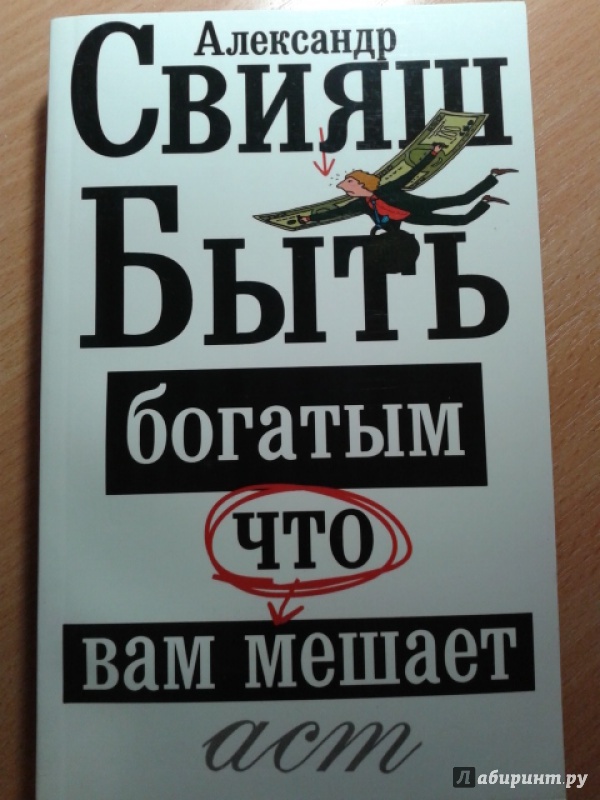 Александр
Свияш
Быть
богатым
что
вам мешает
аст
Лабиринт.ру